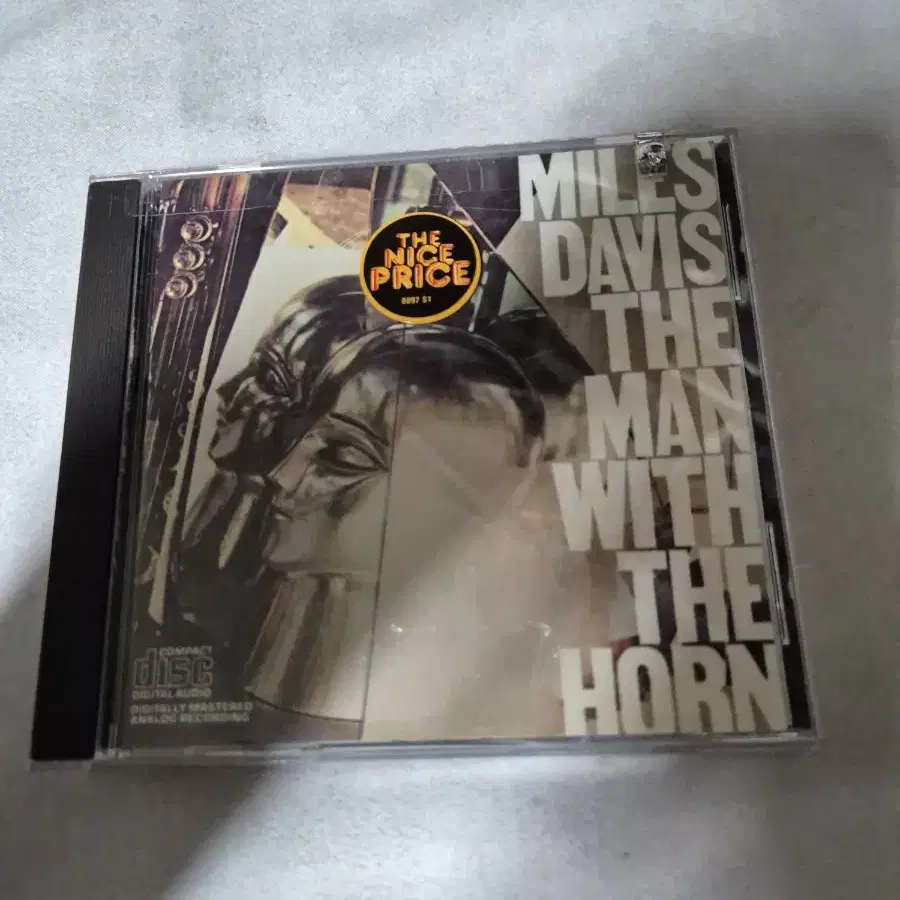 MILES
DAVIS
THE
MAN
WITH
THE
HORN
THE
NICE
PRICE
COMPACT
disc
DIGITAL AUDIO
DIGITALLY MASTERED
ANALOG RECORDING